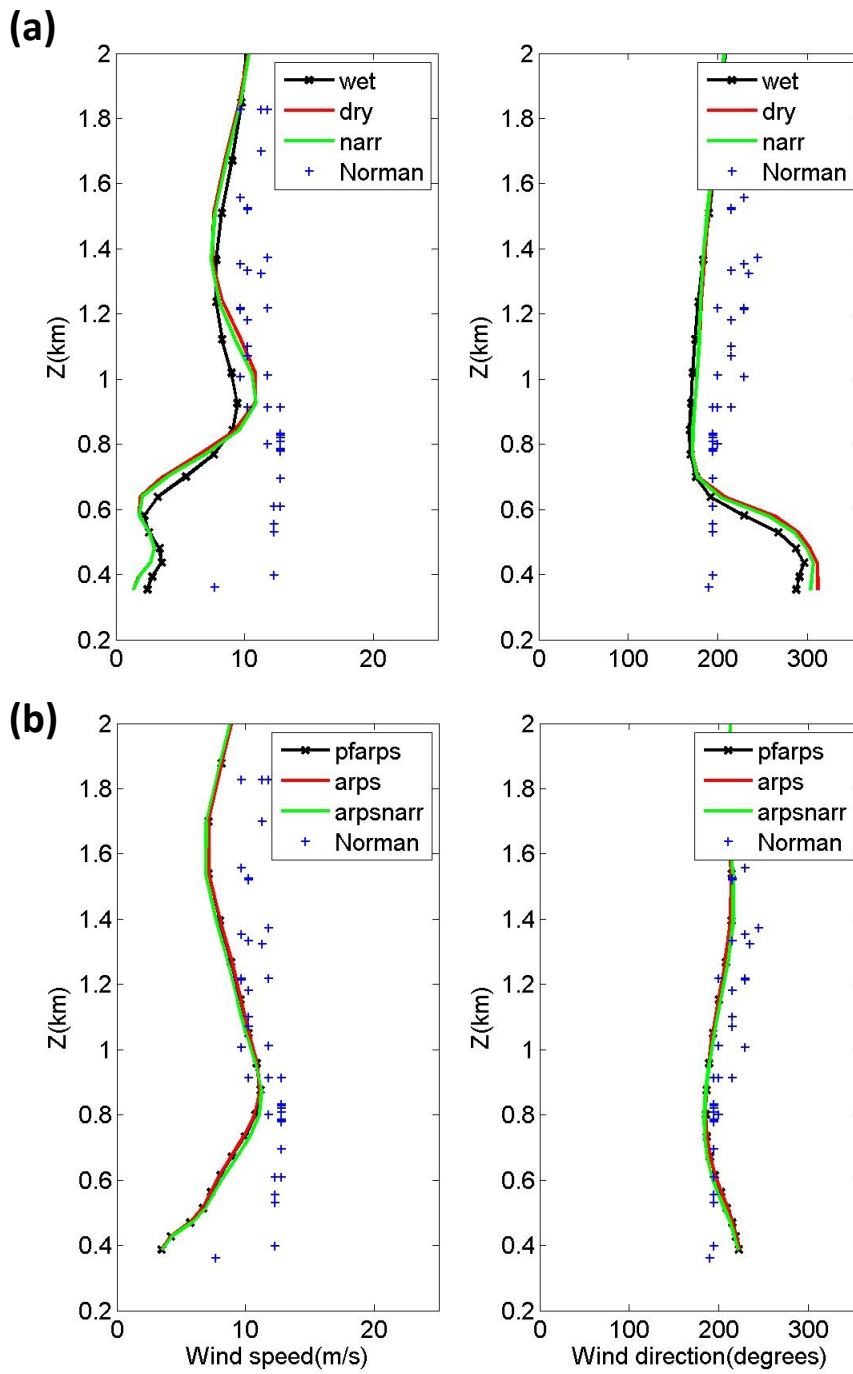 (a)
2
1.8
1.6
1.4
1.2
1
0.8
0.6
0.4
0.2
Z(km)
0 10 20
wet
dry
narr
Norman
2
1.8
1.6
1.4
1.2
1
0.8
0.6
0.4
0.2
Z(km)
0 100 200 300
wet
dry
narr
Norman
(b)
2
1.8
1.6
1.4
1.2
1
0.8
0.6
0.4
0.2
Z(km)
0 10 20
Wind speed(m/s)
pfarps
arps
arpsnarr
Norman
2
1.8
1.6
1.4
1.2
1
0.8
0.6
0.4
0.2
Z(km)
0 100 200 300
Wind direction(degrees)
pfarps
arps
arpsnarr
Norman